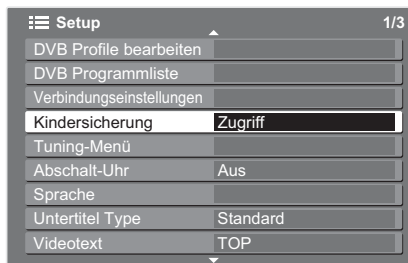 Setup 1/3
DVB Profile bearbeiten
DVB Programmliste
Verbindungseinstellungen
Kindersicherung Zugriff
Tuning-Menü
Abschalt-Uhr Aus
Sprache
Untertitel Type Standard
Videotext TOP